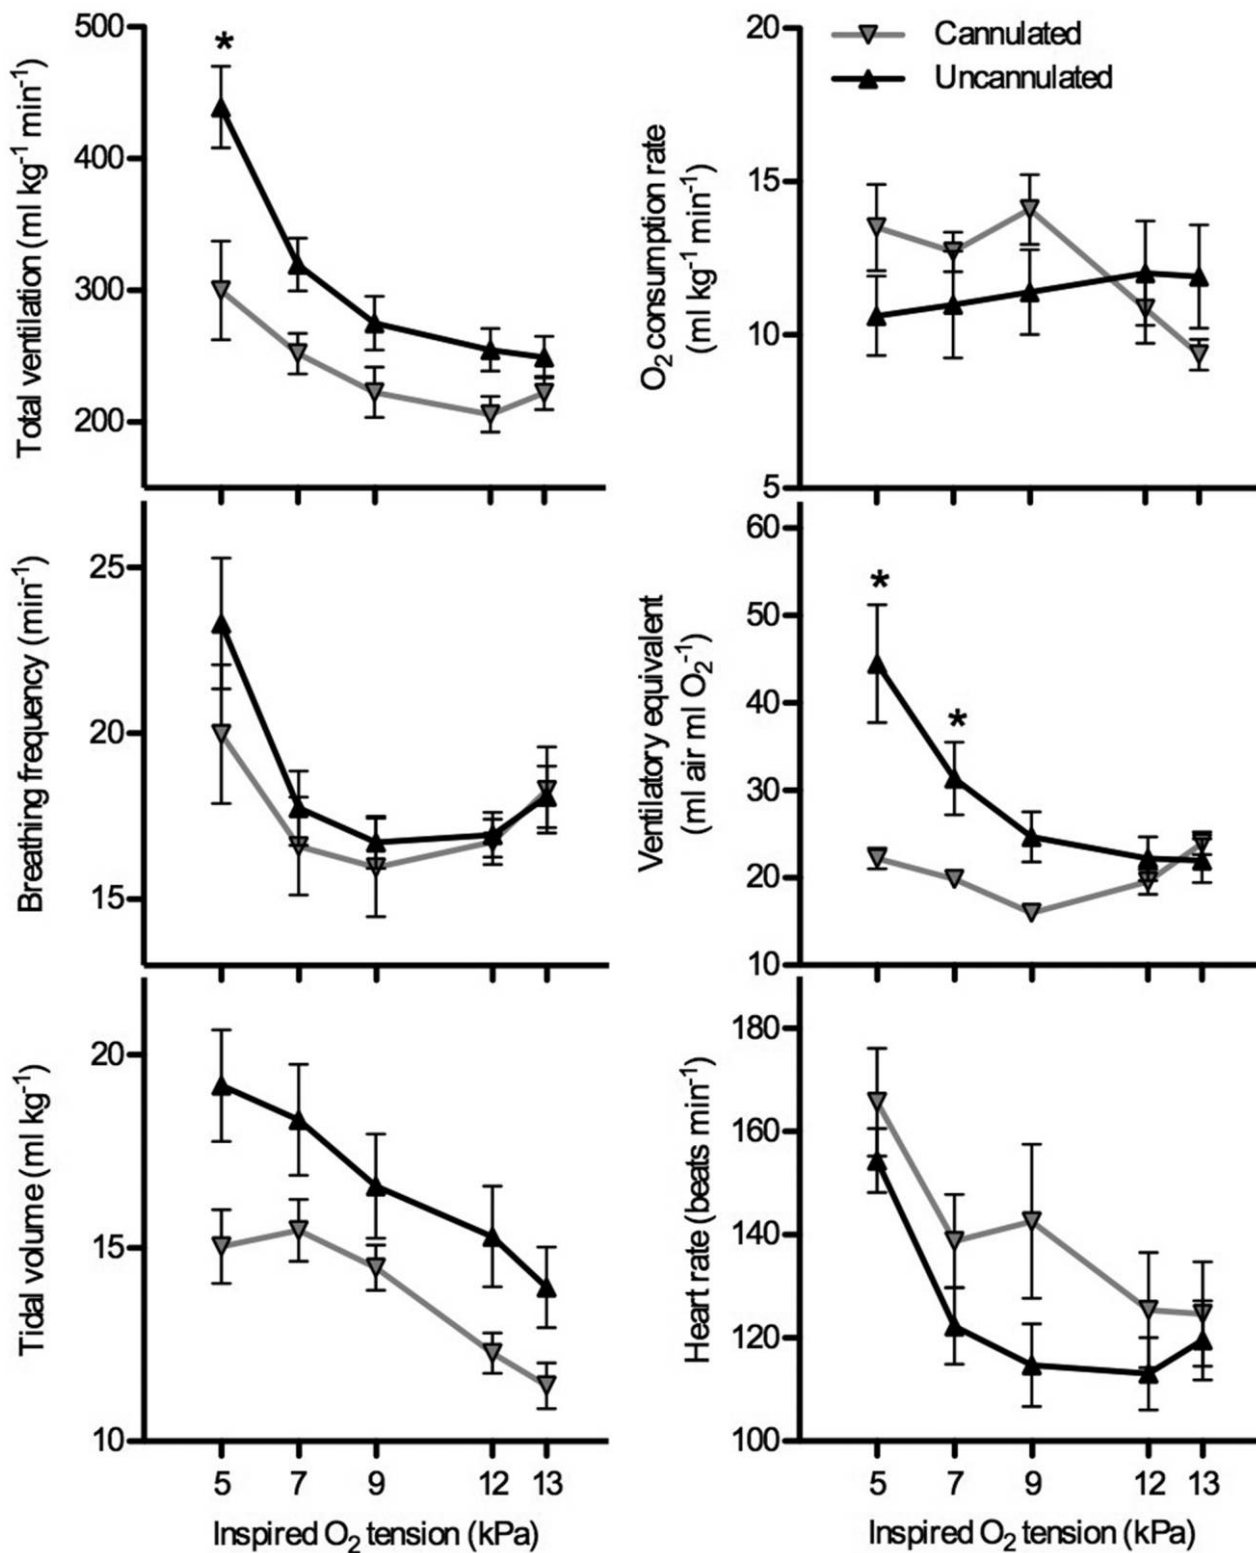 Total ventilation (ml kg⁻¹ min⁻¹)
500
400
300
200
*
O₂ consumption rate
(ml kg⁻¹ min⁻¹)
20
15
10
5
Cannulated
Uncannulated
Breathing frequency (min⁻¹)
25
20
15
Ventilatory equivalent
(ml air ml O₂⁻¹)
60
50
40
30
20
10
*
*
Tidal volume (ml kg⁻¹)
20
15
10
5 7 9 12 13
Inspired O₂ tension (kPa)
Heart rate (beats min⁻¹)
180
160
140
120
100
5 7 9 12 13
Inspired O₂ tension (kPa)